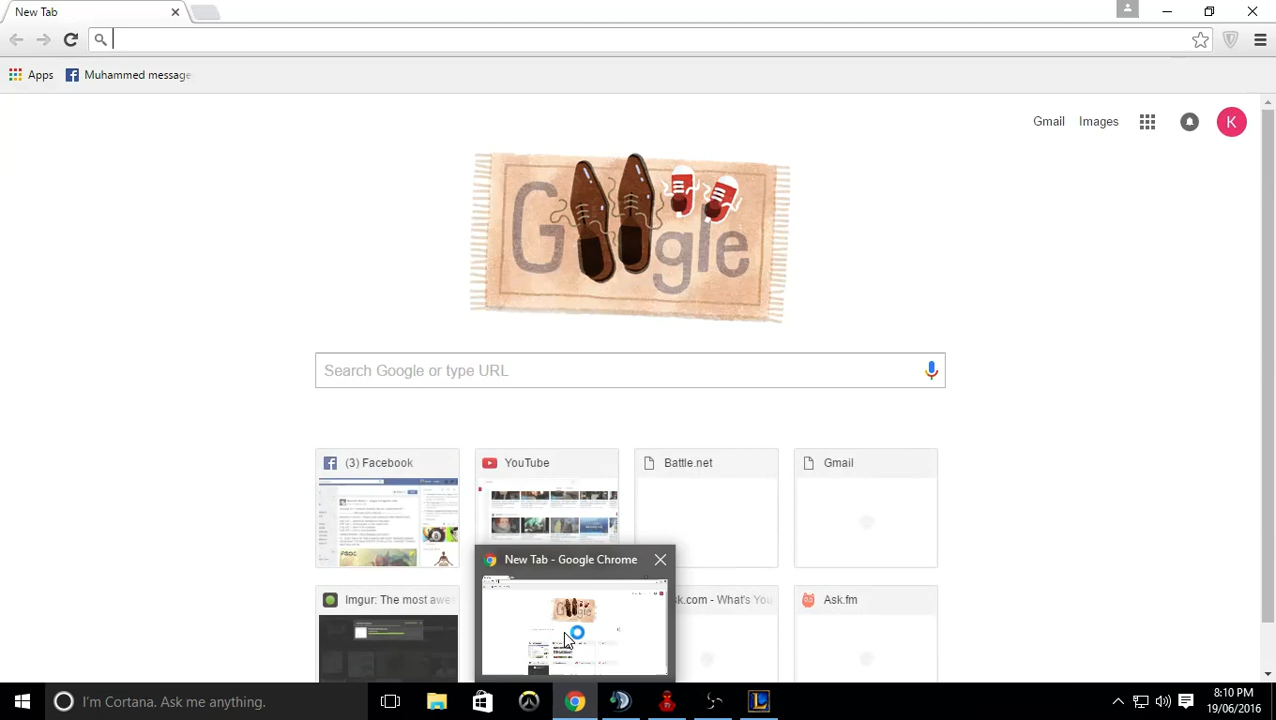 New Tab
Apps
Muhammed message
Gmail
Images
K
Google
Search Google or type URL
(3) Facebook
YouTube
Battle.net
Gmail
New Tab - Google Chrome
Imgur: The most awe
k.com - What's You
Ask.fm
I'm Cortana. Ask me anything.
8:10 PM
19/06/2016